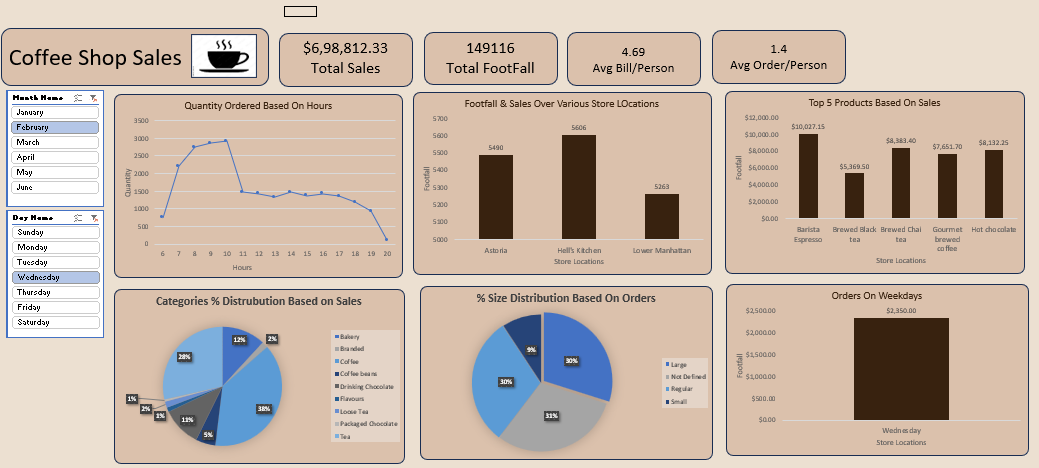 Coffee Shop Sales
$6,98,812.33
Total Sales
149116
Total FootFall
4.69
Avg Bill/Person
1.4
Avg Order/Person
Month Name
January
February
March
April
May
June
Day Name
Sunday
Monday
Tuesday
Wednesday
Thursday
Friday
Saturday
Quantity Ordered Based On Hours
3500
3000
2500
2000
1500
1000
500
0
Quantity
6 7 8 9 10 11 12 13 14 15 16 17 18 19 20
Hours
Footfall & Sales Over Various Store LOcations
5700
5600
5500
5400
5300
5200
5100
5000
Footfall
5490
5606
5263
Astoria Hell's Kitchen Lower Manhattan
Store Locations
Top 5 Products Based On Sales
$12,000.00
$10,000.00
$8,000.00
$6,000.00
$4,000.00
$2,000.00
$0.00
Footfall
$10,027.15
$5,369.50
$8,383.40
$7,651.70
$8,132.25
Barista Espresso
Brewed Black tea
Brewed Chai tea
Gourmet brewed coffee
Hot chocolate
Store Locations
Categories % Distrubution Based on Sales
12%
2%
38%
5%
11%
1%
2%
1%
28%
Bakery
Branded
Coffee
Coffee beans
Drinking Chocolate
Flavours
Loose Tea
Packaged Chocolate
Tea
% Size Distribution Based On Orders
30%
31%
30%
9%
Large
Not Defined
Regular
Small
Orders On Weekdays
$2,500.00
$2,000.00
$1,500.00
$1,000.00
$500.00
$0.00
Footfall
$2,350.00
Wednesday
Store Locations